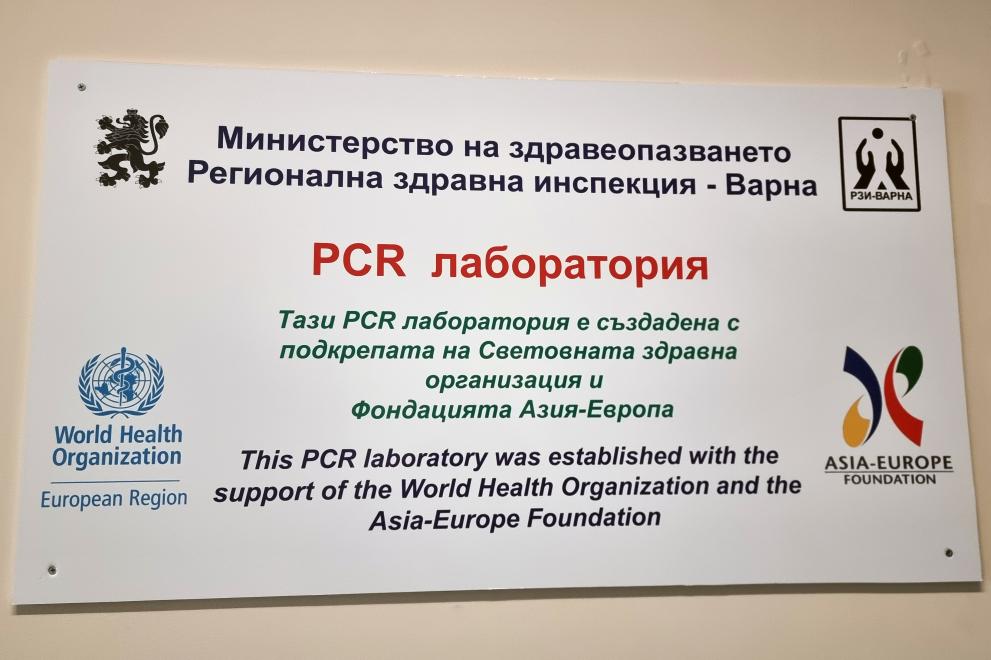 Министерство на здравеопазването
Регионална здравна инспекция - Варна
РЗИ-ВАРНА
PCR лаборатория
Тази PCR лаборатория е създадена с
подкрепата на Световната здравна
организация и
Фондацията Азия-Европа
World Health
Organization
European Region
This PCR laboratory was established with the
support of the World Health Organization and the
Asia-Europe Foundation
ASIA-EUROPE
FOUNDATION